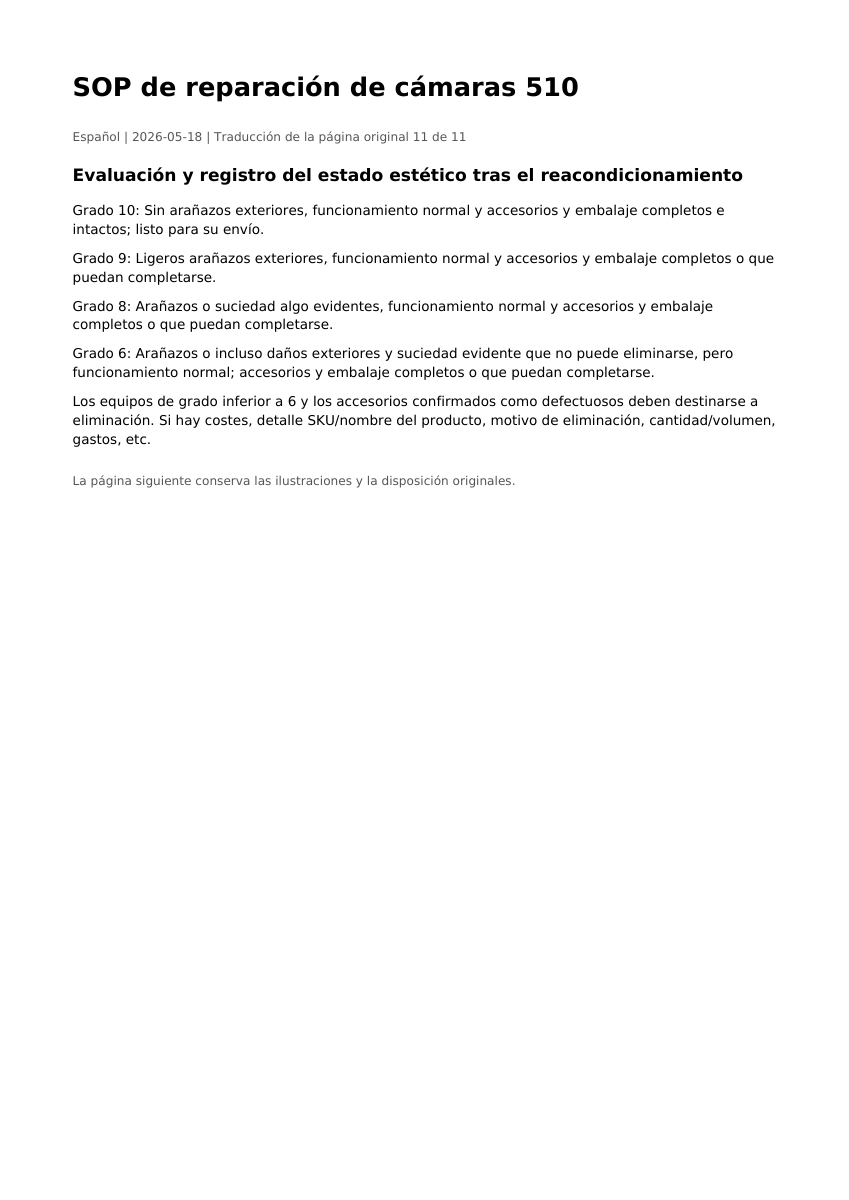 SOP de reparación de cámaras 510
Español | 2026-05-18 | Traducción de la página original 11 de 11
Evaluación y registro del estado estético tras el reacondicionamiento
Grado 10: Sin arañazos exteriores, funcionamiento normal y accesorios y embalaje completos e
intactos; listo para su envío.
Grado 9: Ligeros arañazos exteriores, funcionamiento normal y accesorios y embalaje completos o que
puedan completarse.
Grado 8: Arañazos o suciedad algo evidentes, funcionamiento normal y accesorios y embalaje
completos o que puedan completarse.
Grado 6: Arañazos o incluso daños exteriores y suciedad evidente que no puede eliminarse, pero
funcionamiento normal; accesorios y embalaje completos o que puedan completarse.
Los equipos de grado inferior a 6 y los accesorios confirmados como defectuosos deben destinarse a
eliminación. Si hay costes, detalle SKU/nombre del producto, motivo de eliminación, cantidad/volumen,
gastos, etc.
La página siguiente conserva las ilustraciones y la disposición originales.